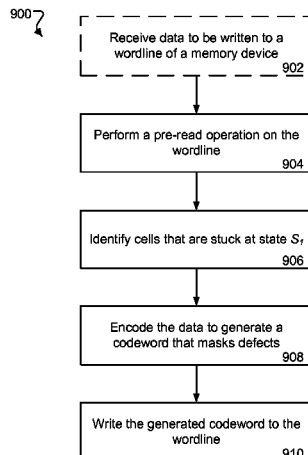 900
Receive data to be written to a
wordline of a memory device
902
Perform a pre-read operation on the
wordline
904
Identify cells that are stuck at state S₁
906
Encode the data to generate a
codeword that masks defects
908
Write the generated codeword to the
wordline
910